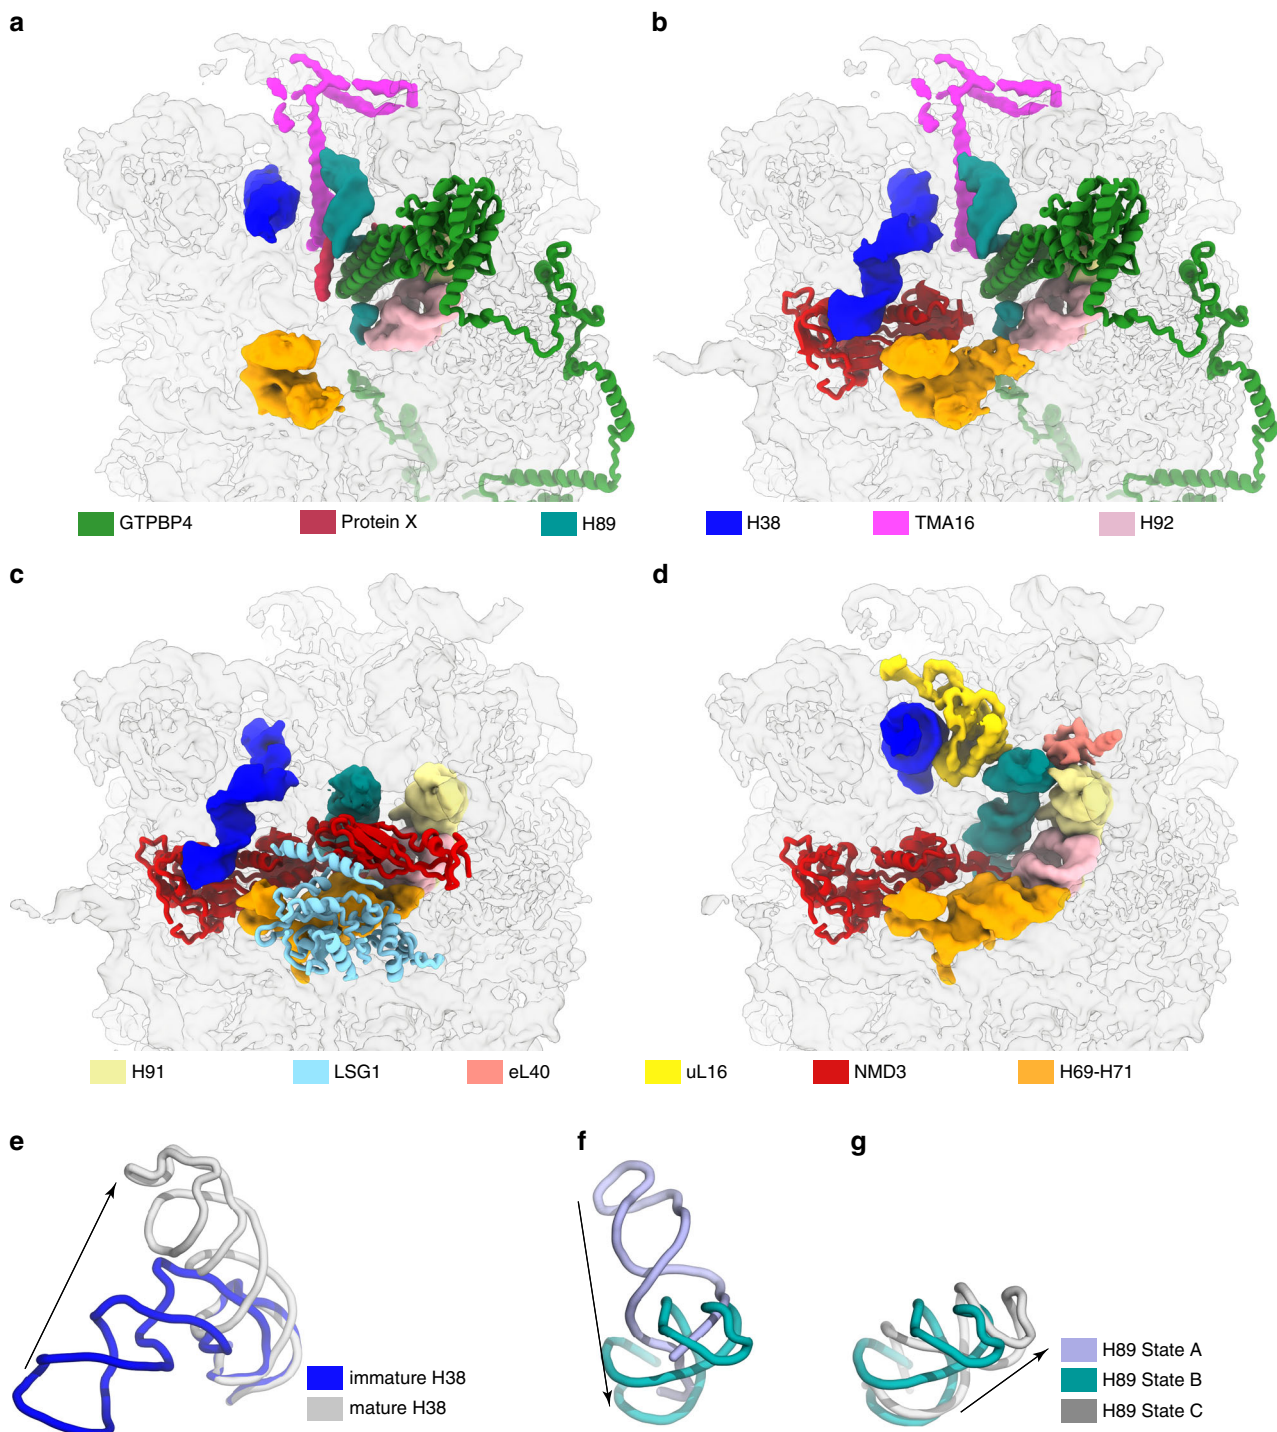 a
b
GTPBP4
Protein X
H89
H38
TMA16
H92
c
d
H91
LSG1
eL40
uL16
NMD3
H69-H71
e
f
g
immature H38
mature H38
H89 State A
H89 State B
H89 State C